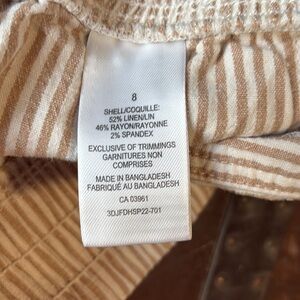 8
SHELL/COQUILLE:
52% LINEN/LIN
46% RAYON/RAYONNE
2% SPANDEX
EXCLUSIVE OF TRIMMINGS
GARNITURES NON
COMPRISES
MADE IN BANGLADESH
FABRIQUÉ AU BANGLADESH
CA 03961
3DJFDHSP22-701